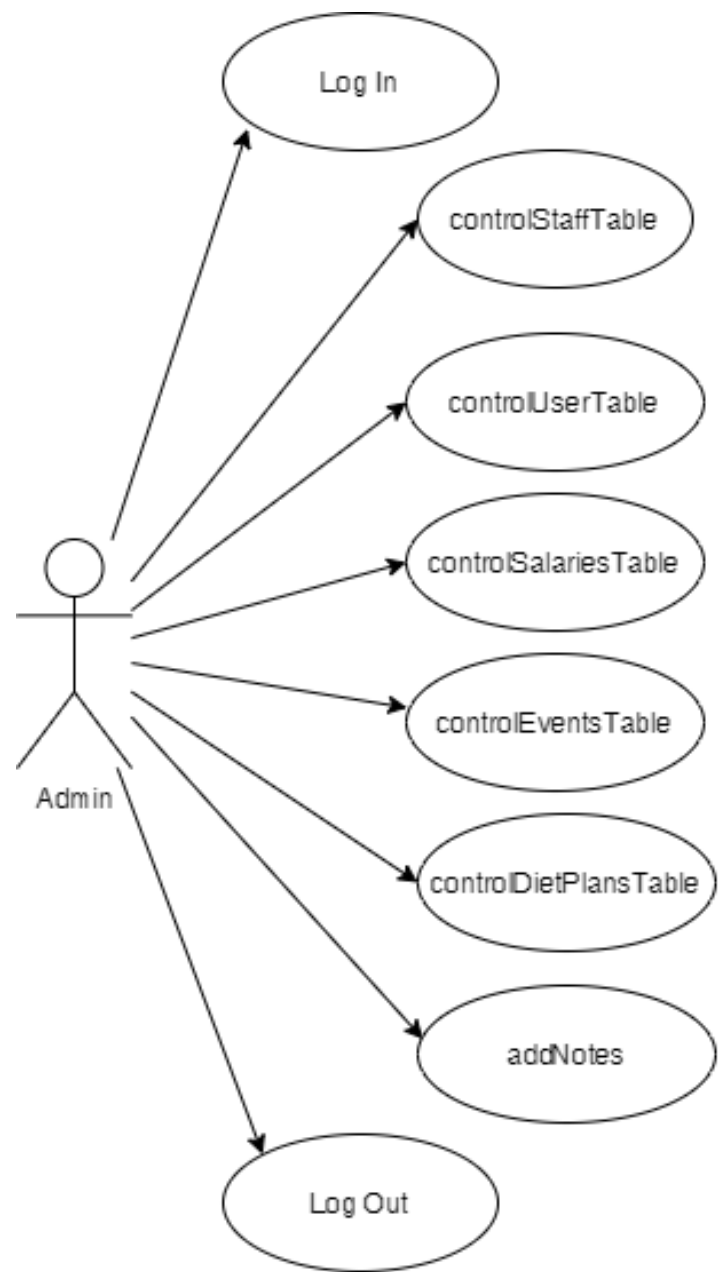 Log In
controlStaffTable
controlUserTable
controlSalariesTable
controlEventsTable
Admin
controlDietPlansTable
addNotes
Log Out